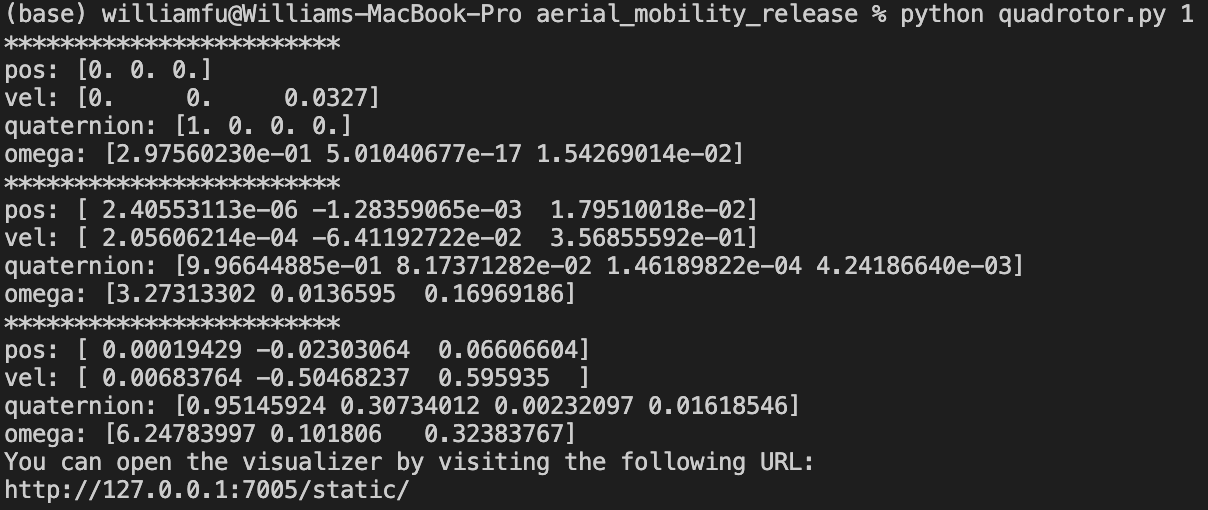 (base) williamfu@Williams-MacBook-Pro aerial_mobility_release % python quadrotor.py 1
************************
pos: [0. 0. 0.]
vel: [0.     0.     0.0327]
quaternion: [1. 0. 0. 0.]
omega: [2.97560230e-01 5.01040677e-17 1.54269014e-02]
************************
pos: [ 2.40553113e-06 -1.28359065e-03  1.79510018e-02]
vel: [ 2.05606214e-04 -6.41192722e-02  3.56855592e-01]
quaternion: [9.96644885e-01 8.17371282e-02 1.46189822e-04 4.24186640e-03]
omega: [3.27313302 0.0136595  0.16969186]
************************
pos: [ 0.00019429 -0.02303064  0.06606604]
vel: [ 0.00683764 -0.50468237  0.595935  ]
quaternion: [0.95145924 0.30734012 0.00232097 0.01618546]
omega: [6.24783997 0.101806   0.32383767]
You can open the visualizer by visiting the following URL:
http://127.0.0.1:7005/static/